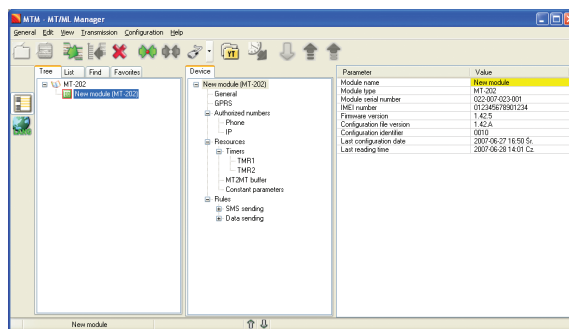 MTM - MT/ML Manager
General Edit View Transmission Configuration Help
YT
Tree List Find Favorites
MT-202
New module (MT-202)
Device
New module (MT-202)
General
GPRS
Authorized numbers
Phone
IP
Resources
Timers
TMR1
TMR2
MT2MT buffer
Constant parameters
Rules
SMS sending
Data sending
Parameter Value
Module name New module
Module type MT-202
Module serial number 022-007-023-001
IMEI number 012345678901234
Firmware version 1.42.5
Configuration file version 1.42.A
Configuration identifier 0010
Last configuration date 2007-06-27 16:50 Śr.
Last reading time 2007-06-28 14:01 Cz
New module